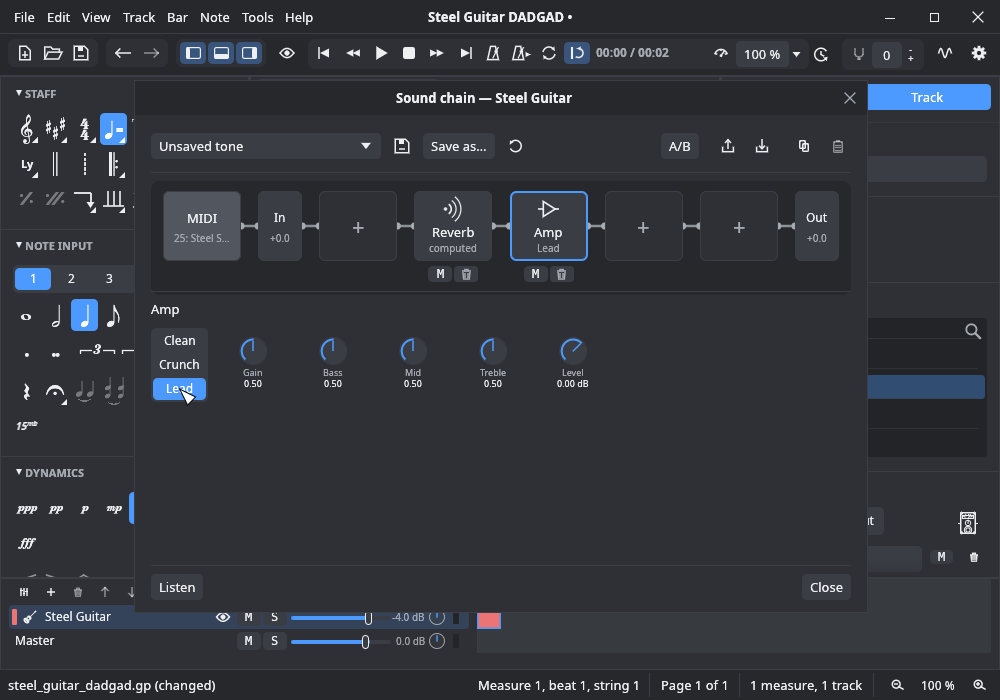 File Edit View Track Bar Note Tools Help
Steel Guitar DADGAD •
00:00 / 00:02
100 %
0
STAFF
Sound chain — Steel Guitar
Track
Unsaved tone
Save as...
A/B
Ly
MIDI
25: Steel S...
In
+0.0
+
Reverb
computed
Amp
Lead
+
+
Out
+0.0
M
M
NOTE INPUT
1 2 3
Amp
Clean
Crunch
Lead
Gain
0.50
Bass
0.50
Mid
0.50
Treble
0.50
Level
0.00 dB
3
15mb
DYNAMICS
ppp pp p mp
fff
M
Listen
Close
Steel Guitar
M S
-4.0 dB
Master
M S
0.0 dB
steel_guitar_dadgad.gp (changed)
Measure 1, beat 1, string 1
Page 1 of 1
1 measure, 1 track
100 %